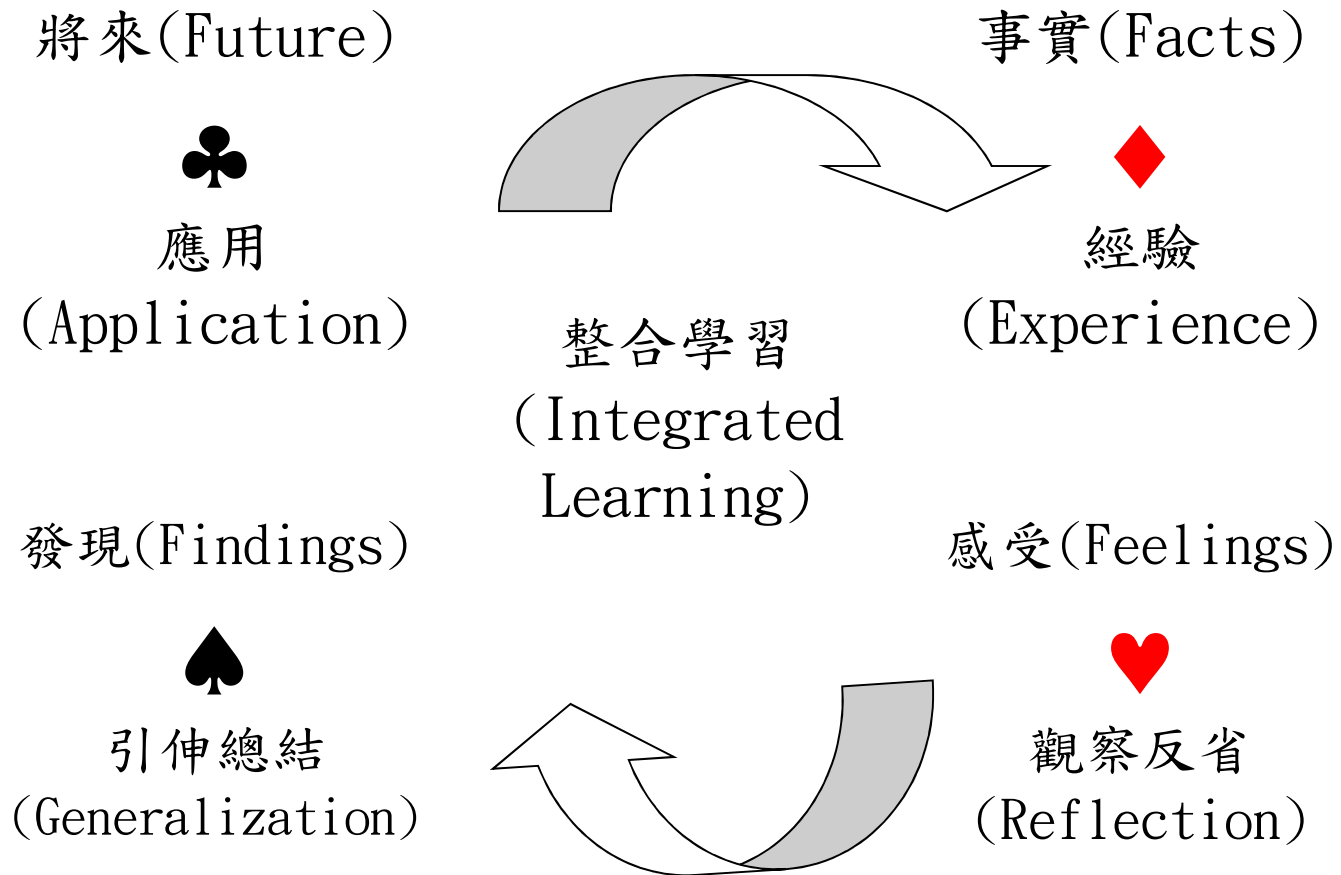 將來(Future)
事實(Facts)
♣
♦
應用
(Application)
經驗
(Experience)
整合學習
(Integrated
Learning)
發現(Findings)
感受(Feelings)
♠
♥
引伸總結
(Generalization)
觀察反省
(Reflection)